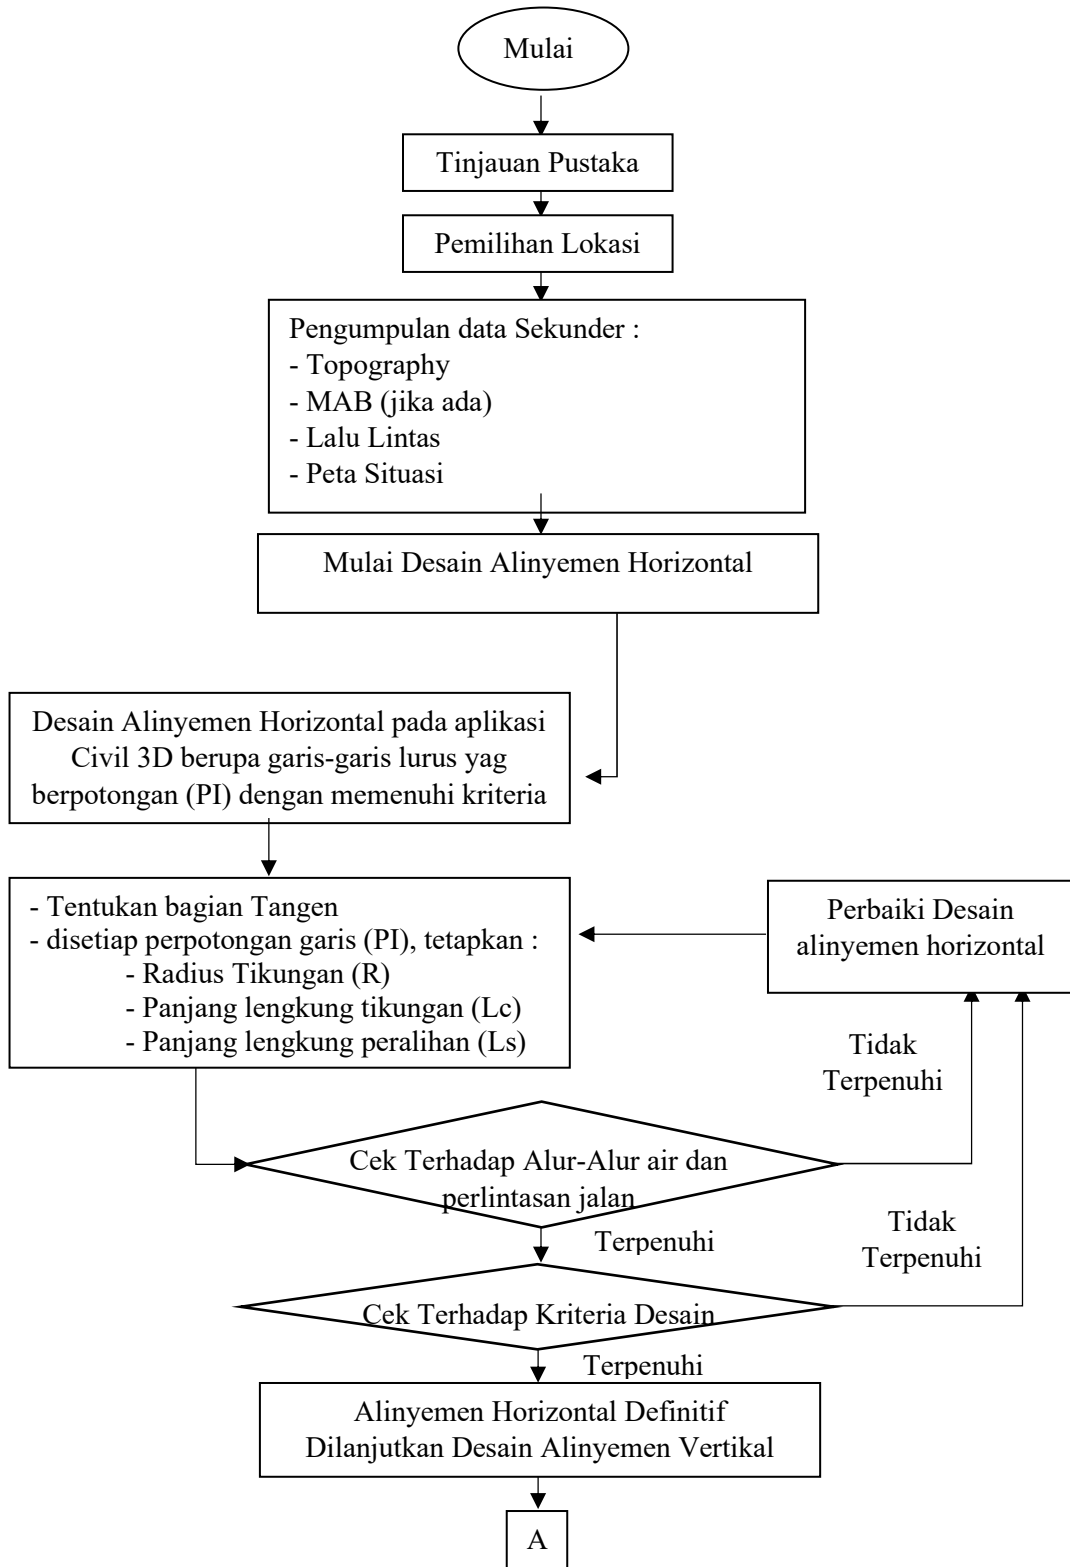 Mulai
Tinjauan Pustaka
Pemilihan Lokasi
Pengumpulan data Sekunder :
- Topography
- MAB (jika ada)
- Lalu Lintas
- Peta Situasi
Mulai Desain Alinyemen Horizontal
Desain Alinyemen Horizontal pada aplikasi
Civil 3D berupa garis-garis lurus yag
berpotongan (PI) dengan memenuhi kriteria
- Tentukan bagian Tangen
- disetiap perpotongan garis (PI), tetapkan :
- Radius Tikungan (R)
- Panjang lengkung tikungan (Lc)
- Panjang lengkung peralihan (Ls)
Perbaiki Desain
alinyemen horizontal
Tidak
Terpenuhi
Cek Terhadap Alur-Alur air dan
perlintasan jalan
Terpenuhi
Tidak
Terpenuhi
Cek Terhadap Kriteria Desain
Terpenuhi
Alinyemen Horizontal Definitif
Dilanjutkan Desain Alinyemen Vertikal
A